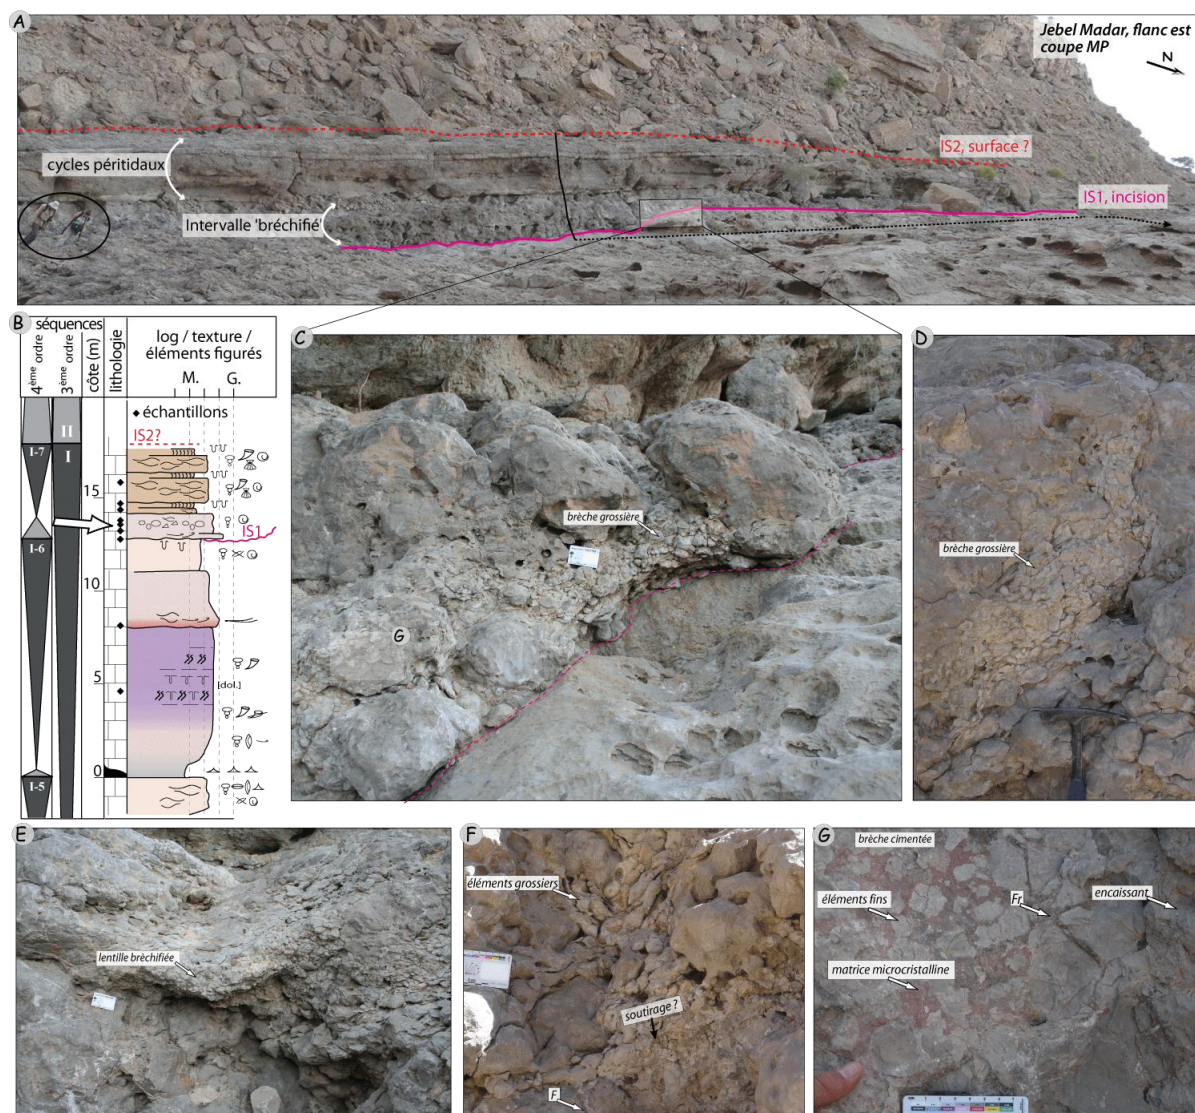 A
Jebel Madar, flanc est
coupe MP
N
cycles péritidaux
IS2, surface ?
IS1, incision
Intervalle 'bréchifié'
B
séquences
4ème ordre
3ème ordre
côte (m)
lithologie
log / texture /
éléments figurés
M.
G.
échantillons
IS2?
II
I-7
I
15
IS1
I-6
10
5
[dol.]
0
I-5
C
brèche grossière
G
D
brèche grossière
E
lentille brèchifiée
F
éléments grossiers
soutirage ?
F
G
brèche cimentée
éléments fins
Fr.
encaissant
matrice microcristalline